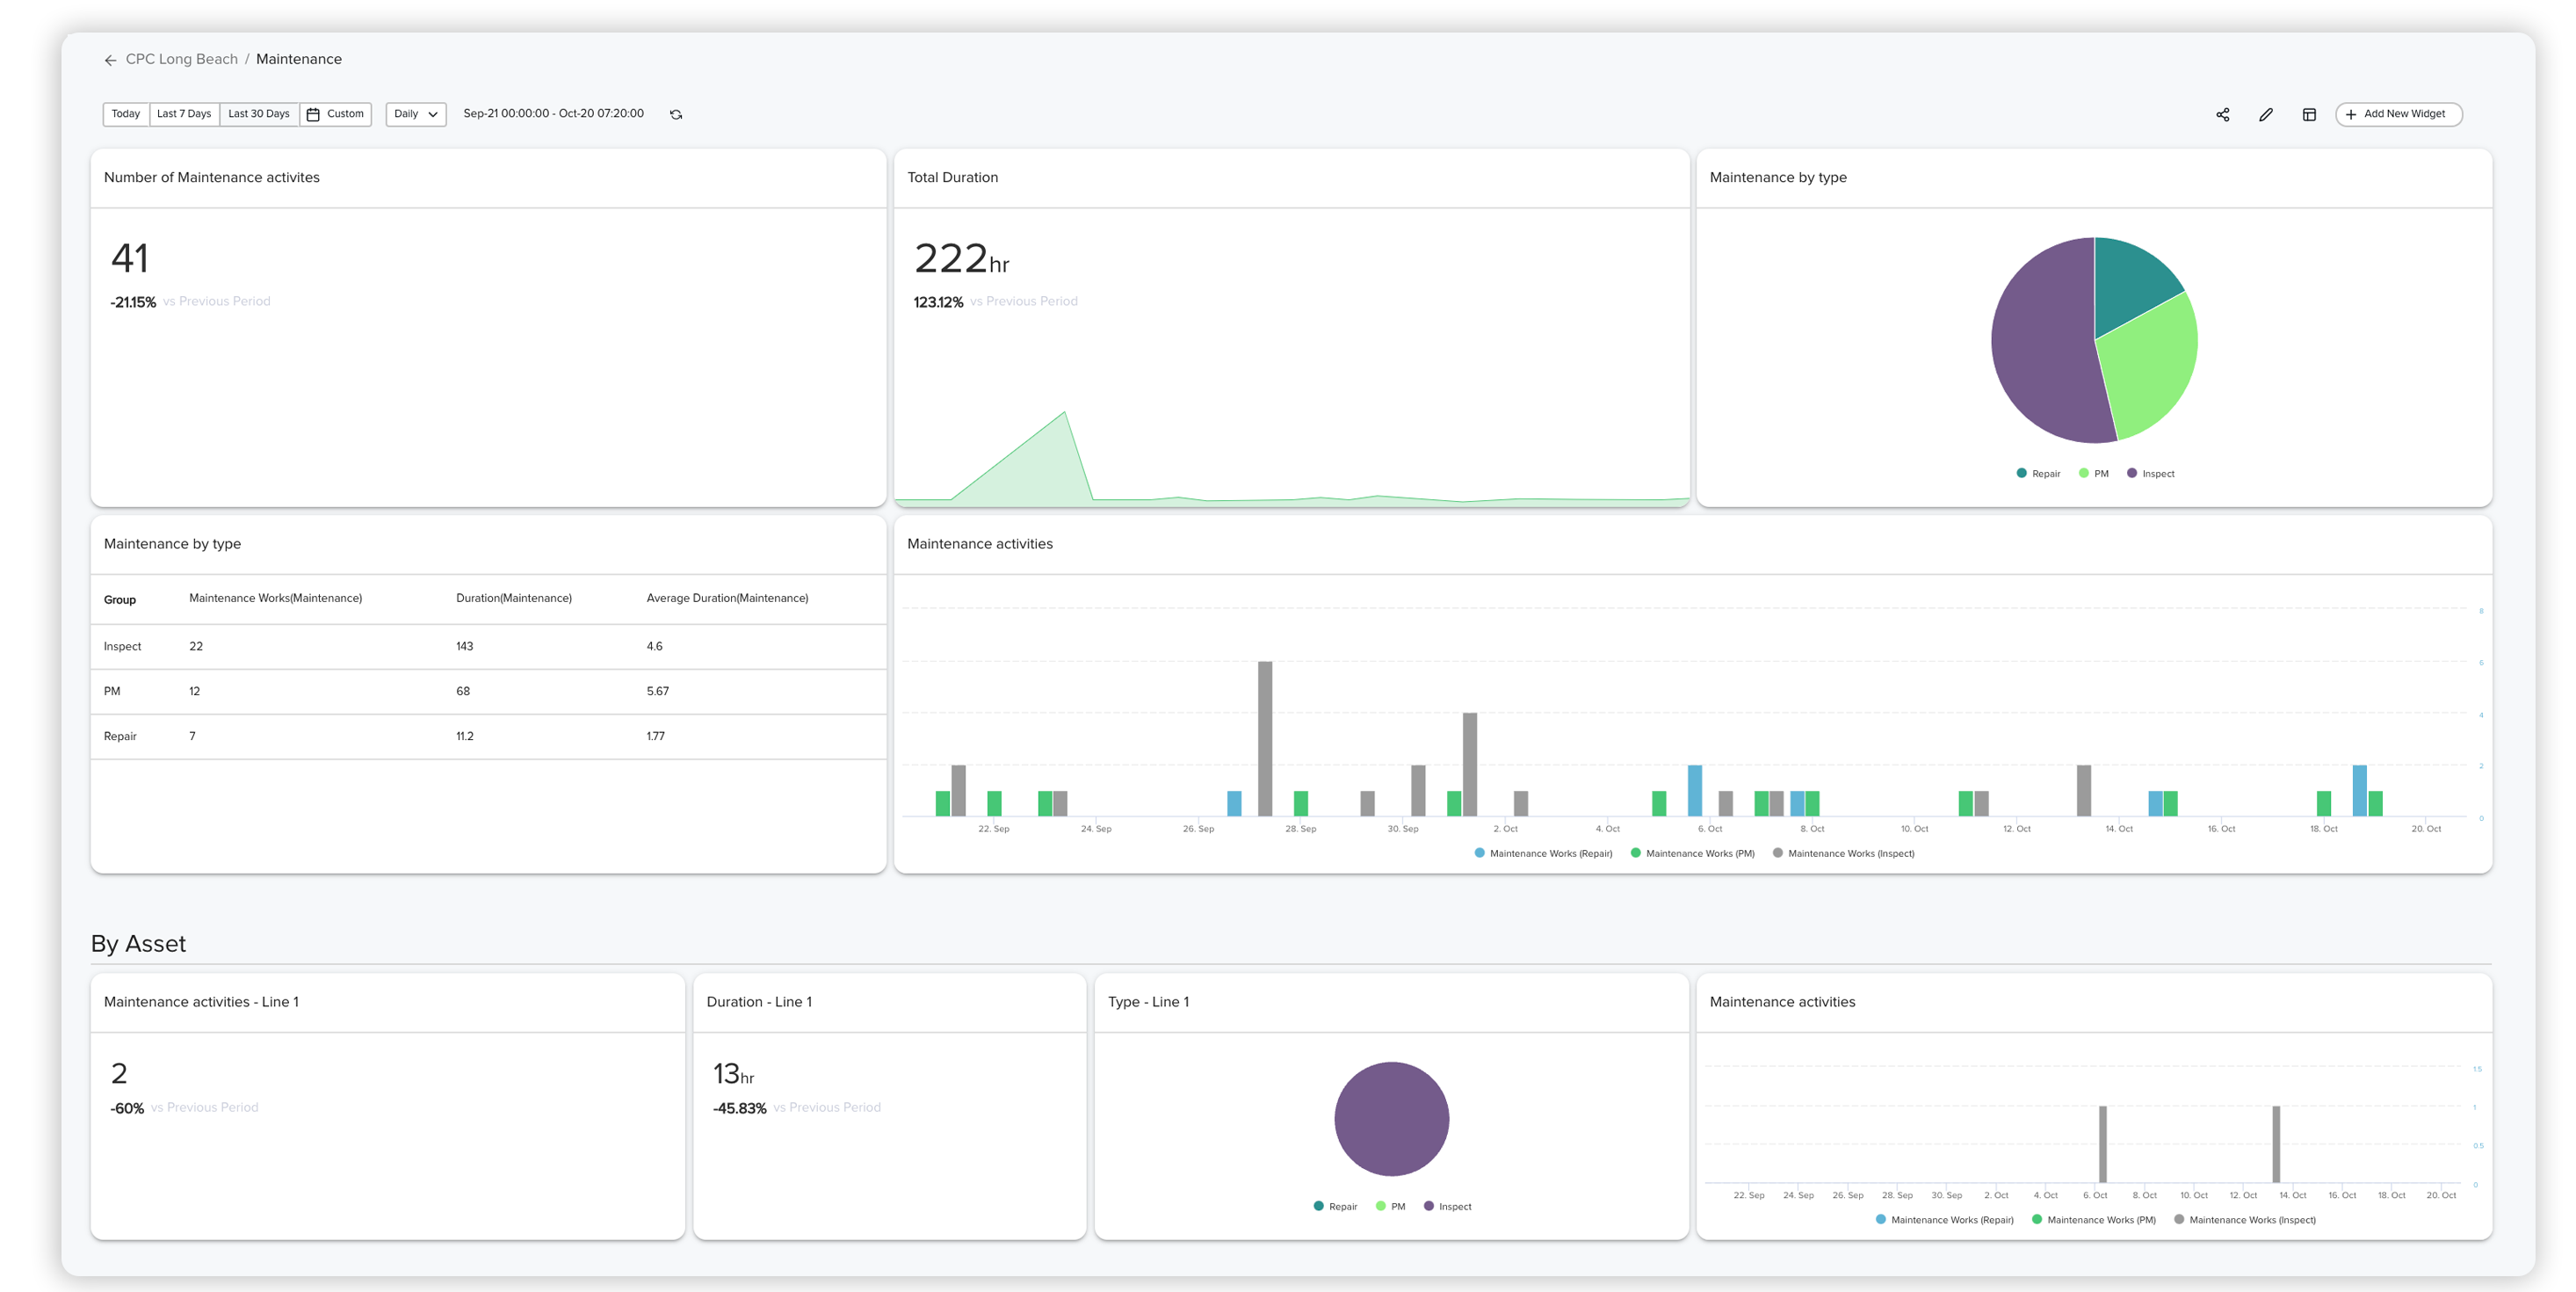 CPC Long Beach / Maintenance
Today Last 7 Days Last 30 Days Custom Daily Sep-21 00:00:00 - Oct-20 07:20:00 Add New Widget
Number of Maintenance activites
41
-21.15% vs Previous Period
Total Duration
222hr
123.12% vs Previous Period
Maintenance by type
Repair PM Inspect
Maintenance by type
Group Maintenance Works(Maintenance) Duration(Maintenance) Average Duration(Maintenance)
Inspect 22 143 4.6
PM 12 68 5.67
Repair 7 11.2 1.77
Maintenance activities
8
6
4
2
0
22. Sep 24. Sep 26. Sep 28. Sep 30. Sep 2. Oct 4. Oct 6. Oct 8. Oct 10. Oct 12. Oct 14. Oct 16. Oct 18. Oct 20. Oct
Maintenance Works (Repair) Maintenance Works (PM) Maintenance Works (Inspect)
By Asset
Maintenance activities - Line 1
2
-60% vs Previous Period
Duration - Line 1
13hr
-45.83% vs Previous Period
Type - Line 1
Repair PM Inspect
Maintenance activities
1.5
1
0.5
0
22. Sep 24. Sep 26. Sep 28. Sep 30. Sep 2. Oct 4. Oct 6. Oct 8. Oct 10. Oct 12. Oct 14. Oct 16. Oct 18. Oct 20. Oct
Maintenance Works (Repair) Maintenance Works (PM) Maintenance Works (Inspect)